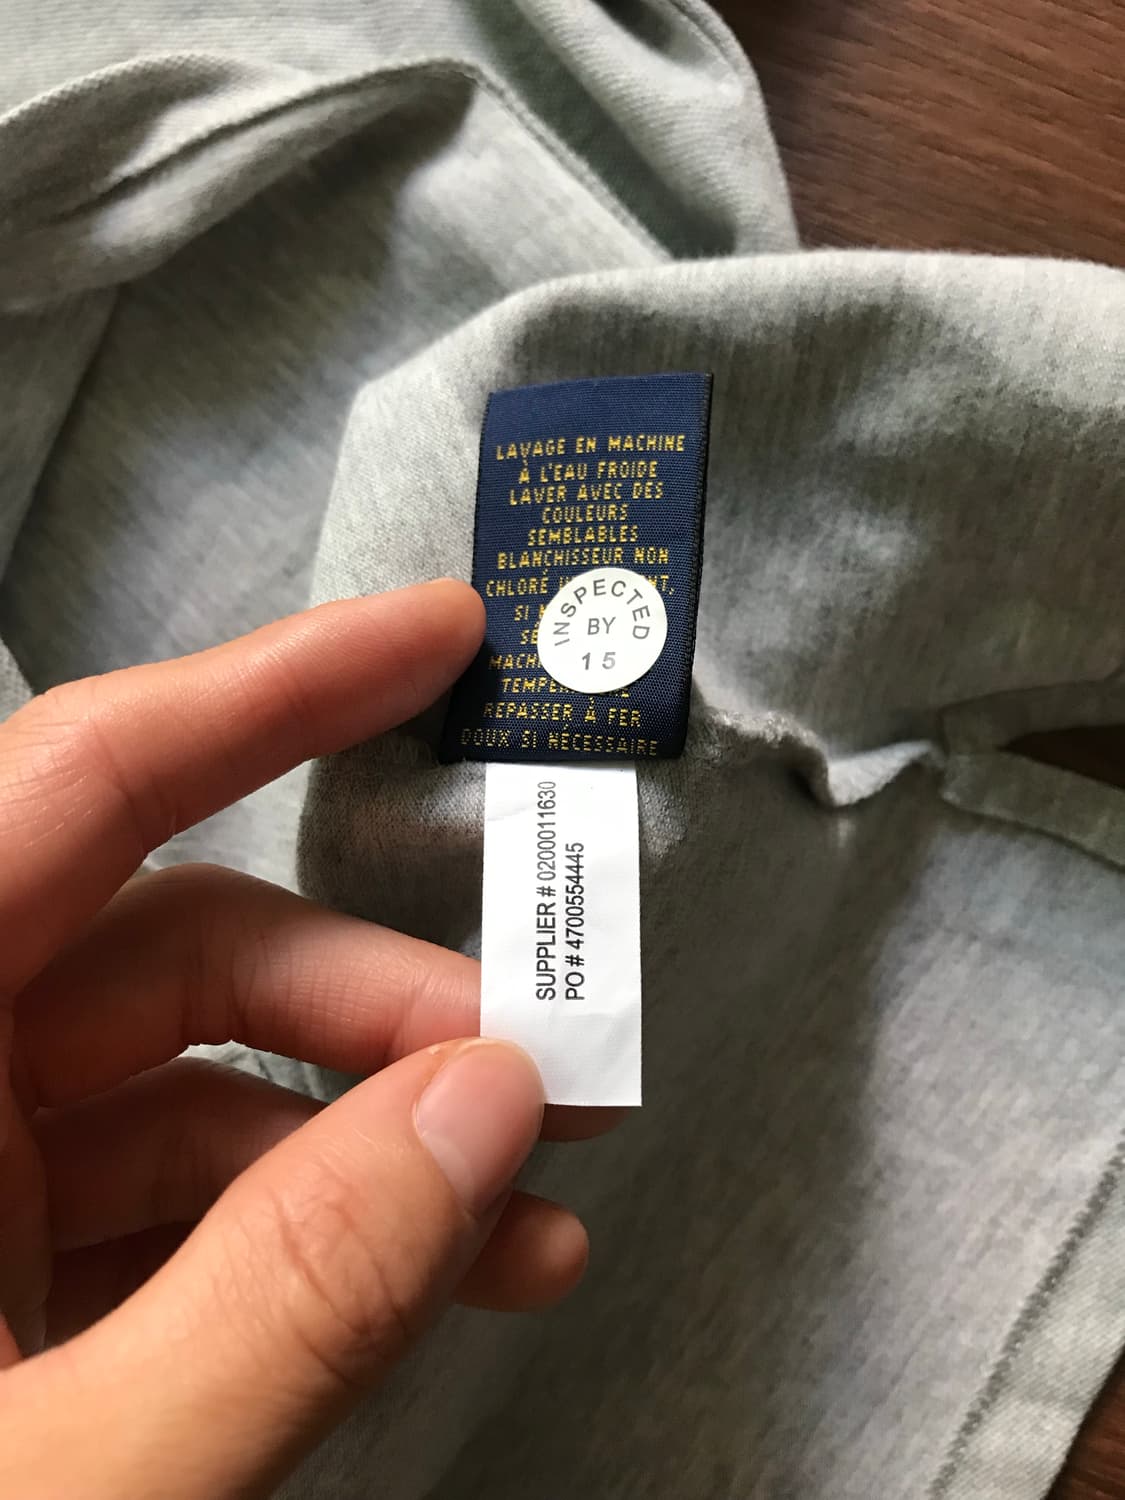 LAVAGE EN MACHINE
À L'EAU FROIDE
LAVER AVEC DES
COULEURS
SEMBLABLES
BLANCHISSEUR NON
CHLORÉ
SI
REPASSER À FER
DOUX SI NÉCESSAIRE
INSPECTED
BY
15
SUPPLIER # 0200011630
PO # 4700554445